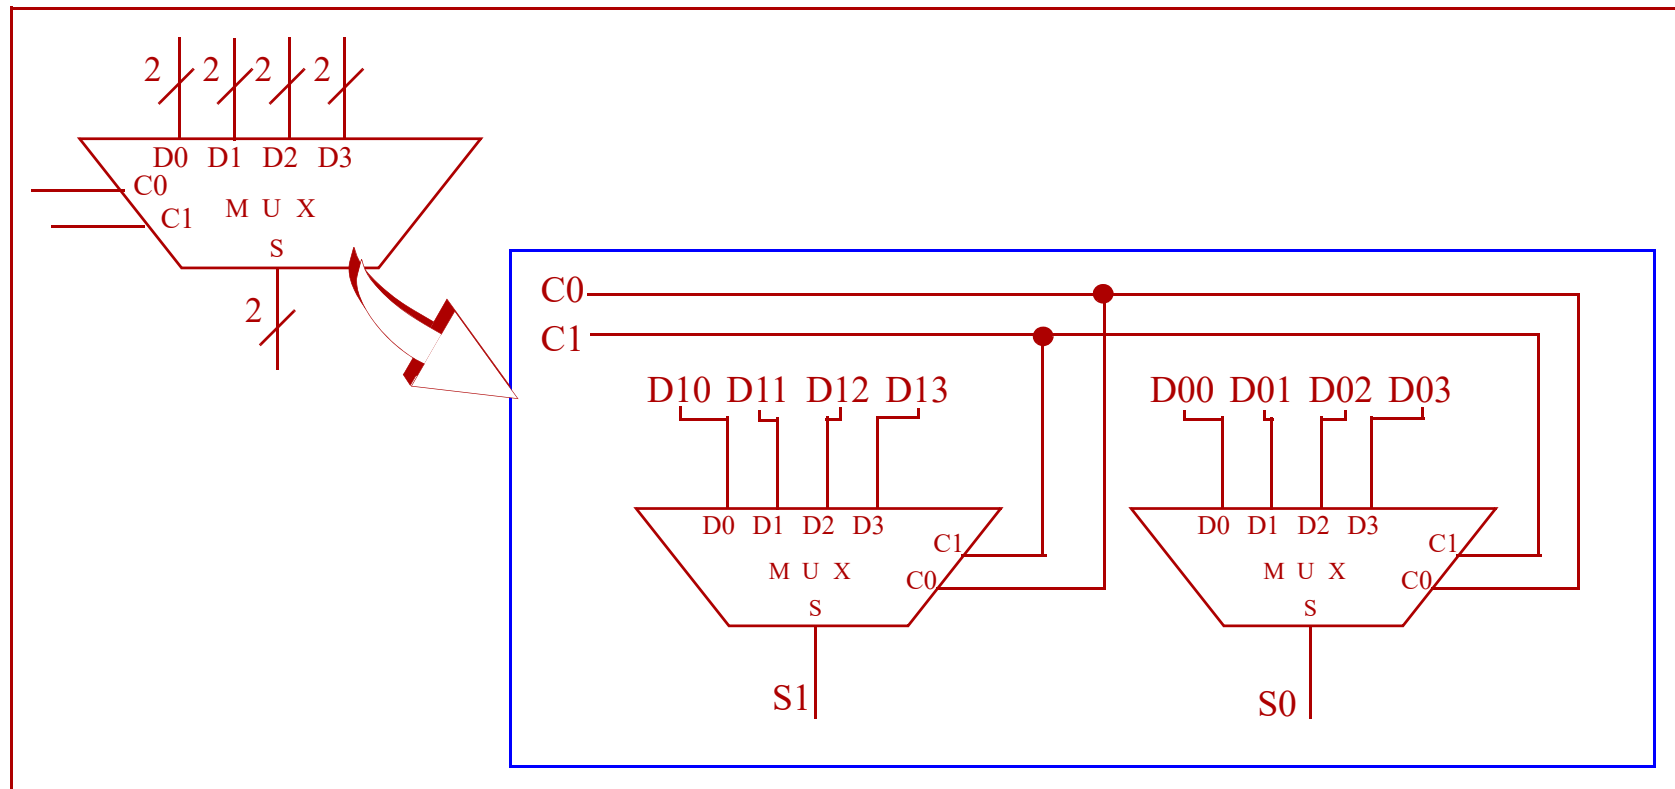 2 2 2 2
D0 D1 D2 D3
C0
C1
M U X
S
2
C0
C1
D10 D11 D12 D13
D00 D01 D02 D03
D0 D1 D2 D3
C1
M U X
C0
S
S1
D0 D1 D2 D3
C1
M U X
C0
S
S0